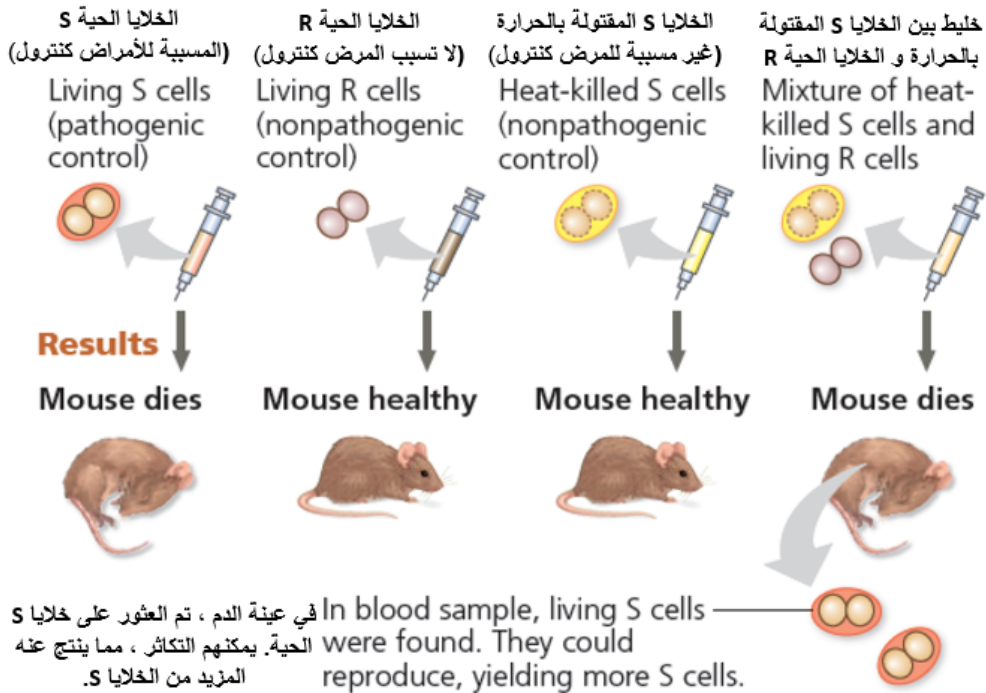 الخلايا الحية S
(المسببة للأمراض كنترول)
Living S cells
(pathogenic
control)
الخلايا الحية R
(لا تسبب المرض كنترول)
Living R cells
(nonpathogenic
control)
الخلايا S المقتولة بالحرارة
(غير مسببة للمرض كنترول)
Heat-killed S cells
(nonpathogenic
control)
خليط بين الخلايا S المقتولة
بالحرارة و الخلايا الحية R
Mixture of heat-
killed S cells and
living R cells
Results
Mouse dies
Mouse healthy
Mouse healthy
Mouse dies
In blood sample, living S cells
were found. They could
reproduce, yielding more S cells.
في عينة الدم ، تم العثور على خلايا S
الحية. يمكنهم التكاثر ، مما ينتج عنه
المزيد من الخلايا S.